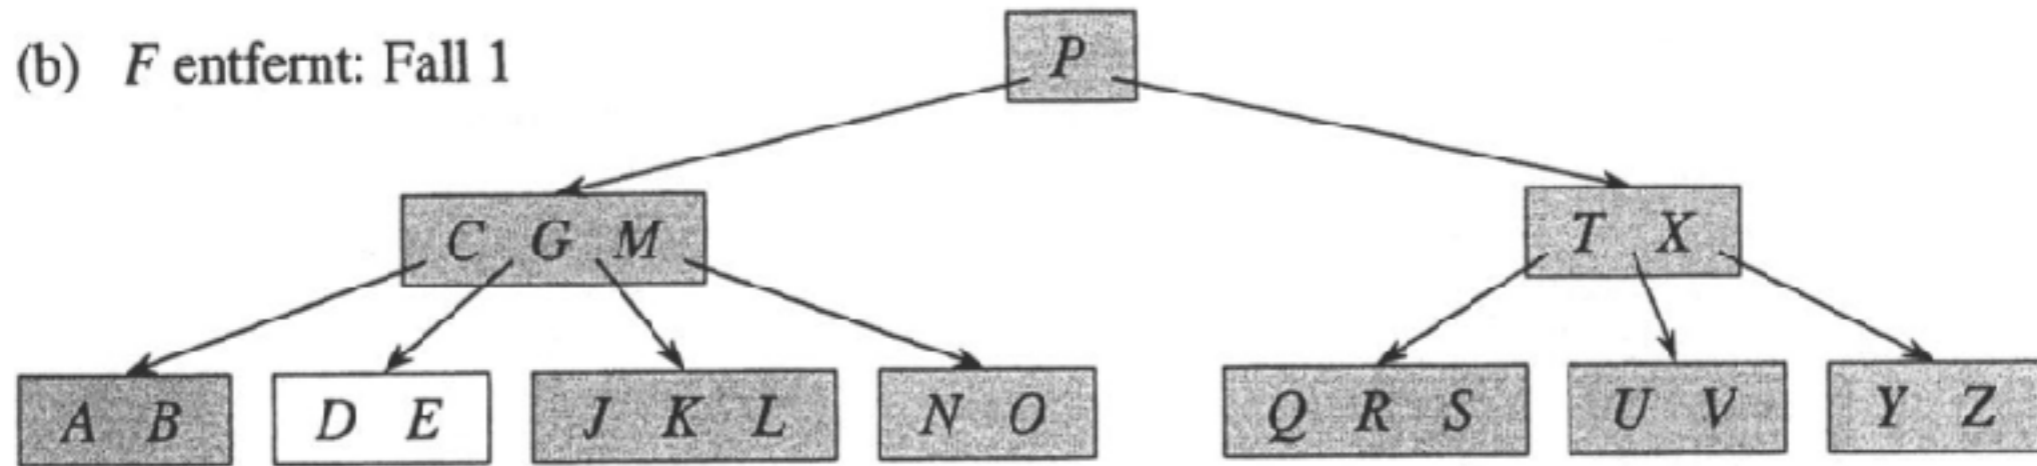 (b) F entfernt: Fall 1
P
C G M
T X
A B
D E
J K L
N O
Q R S
U V
Y Z